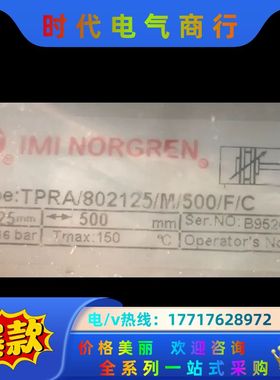 时代电气商行
IMI NORGREN
e:TPRA/802125/M/500/F/C
25mm 500 mm Ser.NO: B952
6 bar Tmax:150 ℃ Operator's No
爆款
电/v热线：17717628972
价格美丽 欢迎咨询
全系列一站式采购